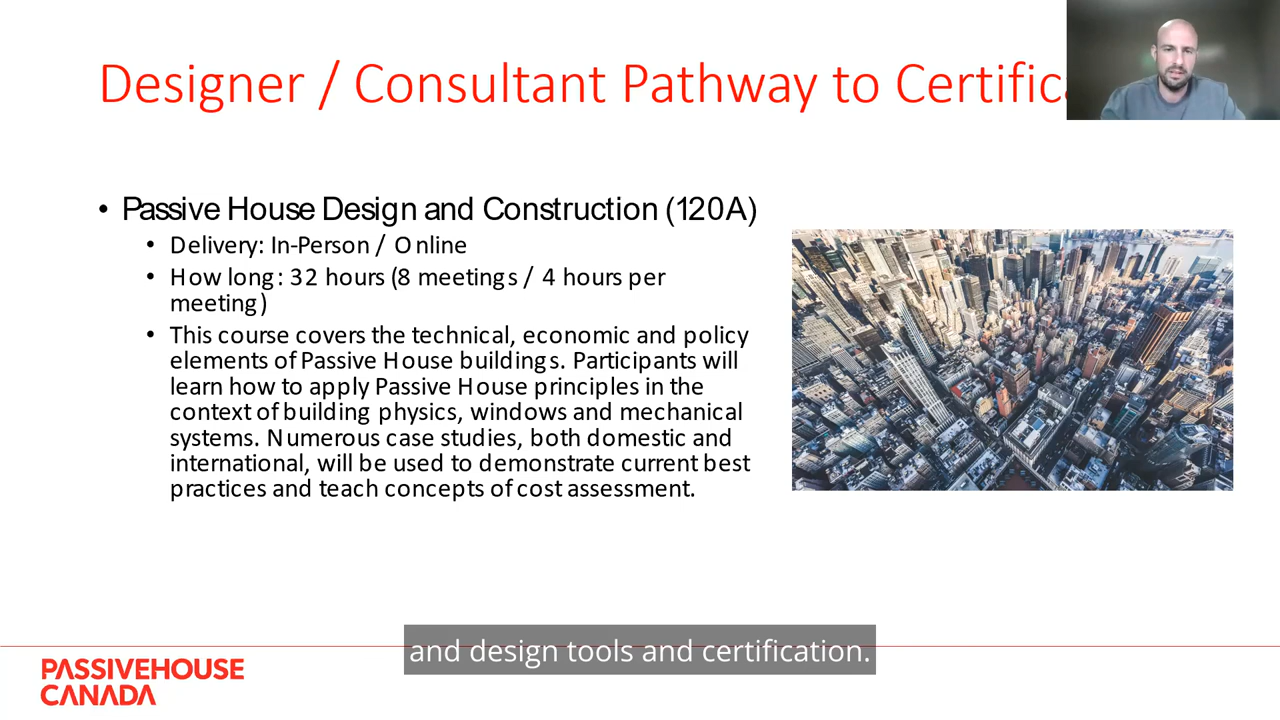 Designer / Consultant Pathway to Certifica
• Passive House Design and Construction (120A)
• Delivery: In-Person / Online
• How long: 32 hours (8 meetings / 4 hours per
meeting)
• This course covers the technical, economic and policy
elements of Passive House buildings. Participants will
learn how to apply Passive House principles in the
context of building physics, windows and mechanical
systems. Numerous case studies, both domestic and
international, will be used to demonstrate current best
practices and teach concepts of cost assessment.
and design tools and certification.
PASSIVEHOUSE
CANADA